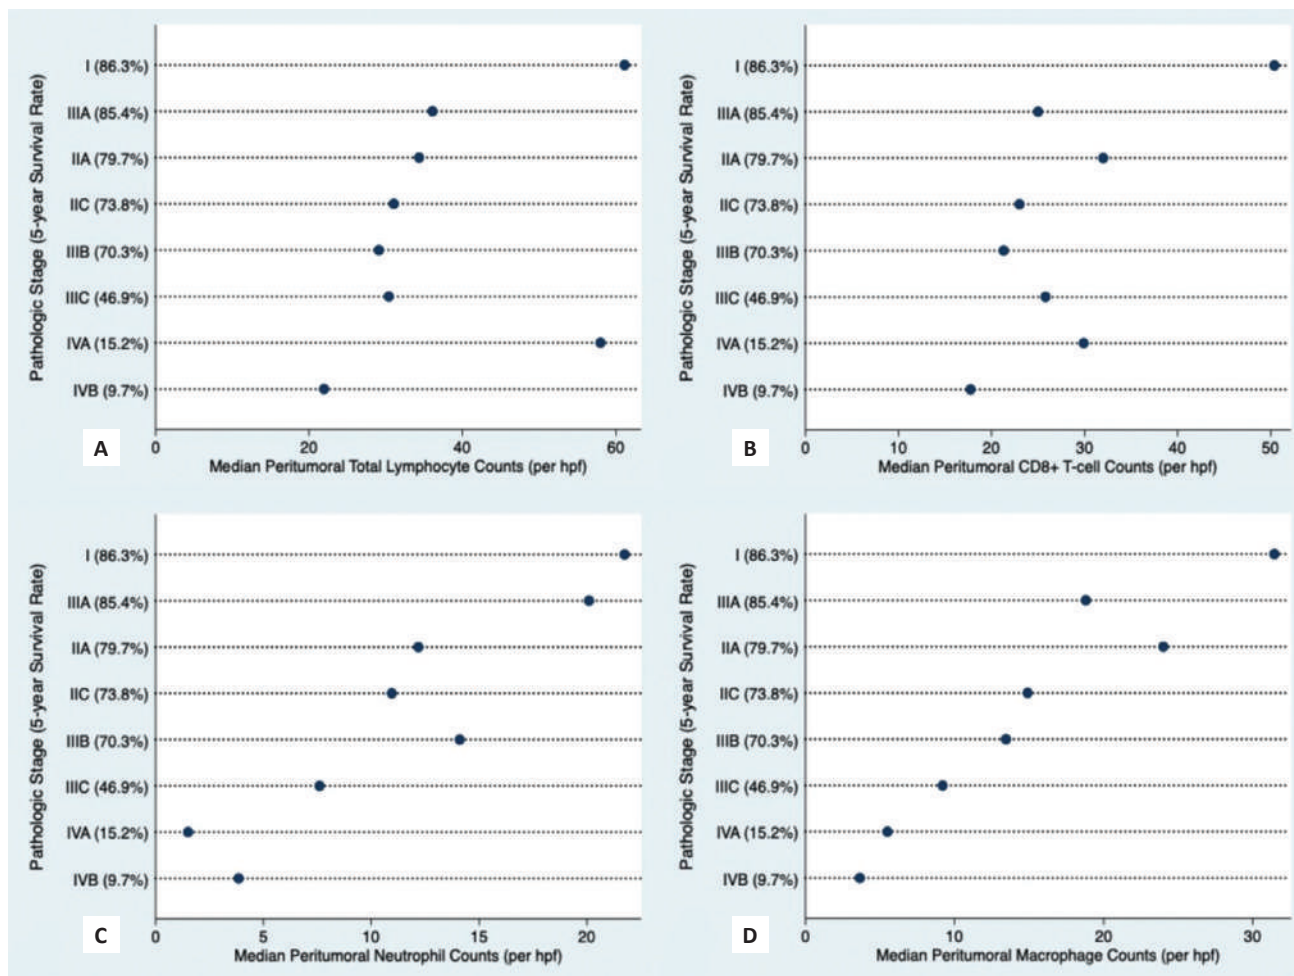 Pathologic Stage (5-year Survival Rate)
I (86.3%)
IIIA (85.4%)
IIA (79.7%)
IIC (73.8%)
IIIB (70.3%)
IIIC (46.9%)
IVA (15.2%)
IVB (9.7%)
0 20 40 60
A
Median Peritumoral Total Lymphocyte Counts (per hpf)
Pathologic Stage (5-year Survival Rate)
I (86.3%)
IIIA (85.4%)
IIA (79.7%)
IIC (73.8%)
IIIB (70.3%)
IIIC (46.9%)
IVA (15.2%)
IVB (9.7%)
0 10 20 30 40 50
B
Median Peritumoral CD8+ T-cell Counts (per hpf)
Pathologic Stage (5-year Survival Rate)
I (86.3%)
IIIA (85.4%)
IIA (79.7%)
IIC (73.8%)
IIIB (70.3%)
IIIC (46.9%)
IVA (15.2%)
IVB (9.7%)
0 5 10 15 20
C
Median Peritumoral Neutrophil Counts (per hpf)
Pathologic Stage (5-year Survival Rate)
I (86.3%)
IIIA (85.4%)
IIA (79.7%)
IIC (73.8%)
IIIB (70.3%)
IIIC (46.9%)
IVA (15.2%)
IVB (9.7%)
0 10 20 30
D
Median Peritumoral Macrophage Counts (per hpf)